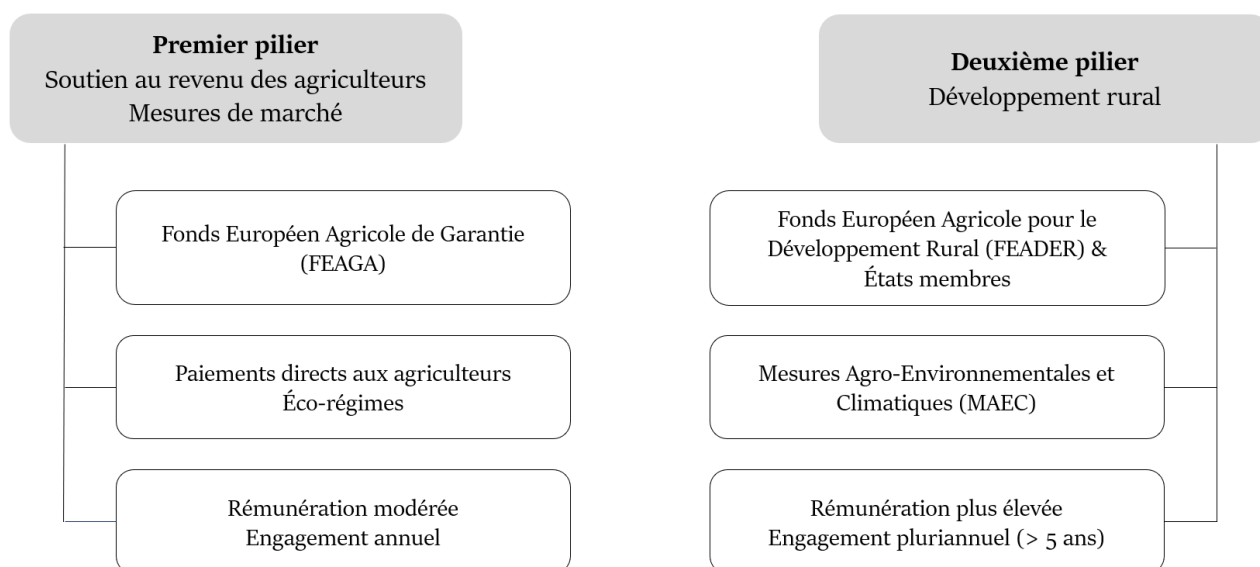 Premier pilier
Soutien au revenu des agriculteurs
Mesures de marché
Fonds Européen Agricole de Garantie
(FEAGA)
Paiements directs aux agriculteurs
Éco-régimes
Rémunération modérée
Engagement annuel
Deuxième pilier
Développement rural
Fonds Européen Agricole pour le
Développement Rural (FEADER) &
États membres
Mesures Agro-Environnementales et
Climatiques (MAEC)
Rémunération plus élevée
Engagement pluriannuel (> 5 ans)